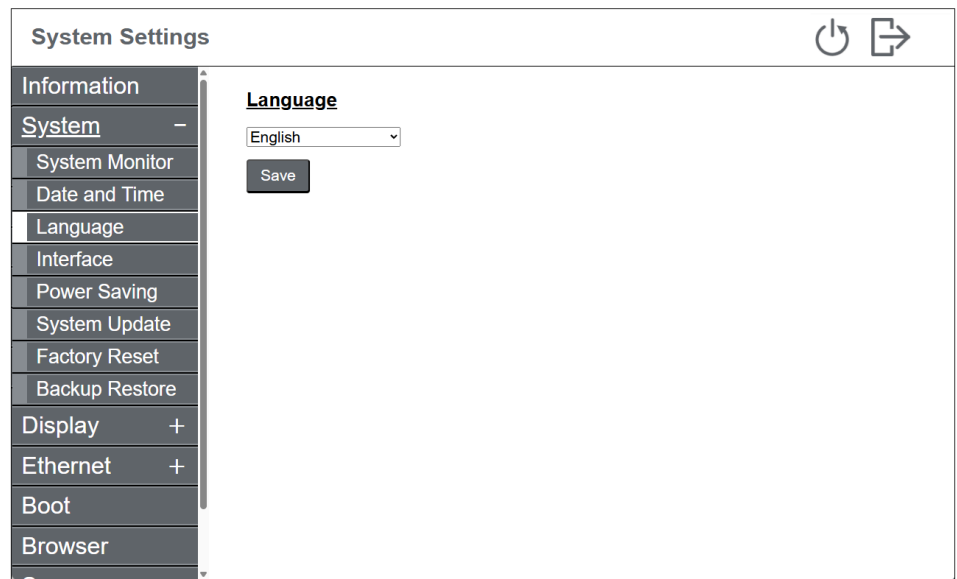 System Settings
Information
System −
System Monitor
Date and Time
Language
Interface
Power Saving
System Update
Factory Reset
Backup Restore
Display +
Ethernet +
Boot
Browser
Language
English
Save